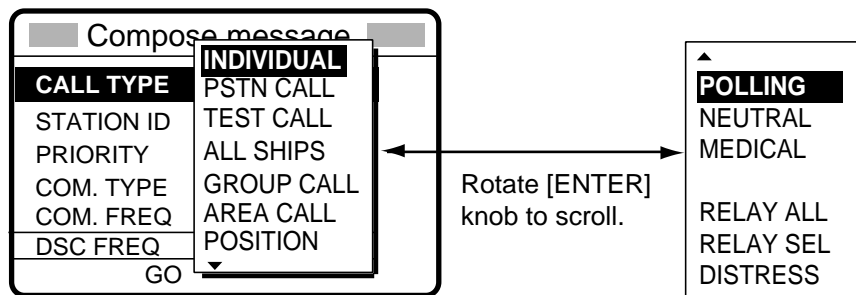 Compose message
CALL TYPE
STATION ID
PRIORITY
COM. TYPE
COM. FREQ
DSC FREQ
GO
INDIVIDUAL
PSTN CALL
TEST CALL
ALL SHIPS
GROUP CALL
AREA CALL
POSITION
Rotate [ENTER]
knob to scroll.
POLLING
NEUTRAL
MEDICAL
RELAY ALL
RELAY SEL
DISTRESS